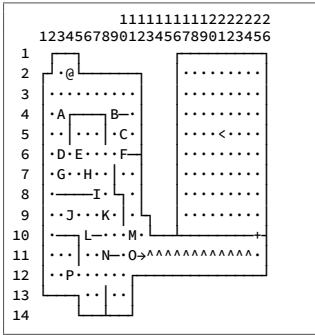 11111111112222222
12345678901234567890123456
1
2 ·@······· ·········
3 ·········· ·········
4 ·A B ·
5 ·· ··· ·C· ····<····
6 ·D·E····F
7 ·G··H·· ··
8 · I· ·
9 ··J···K· ·
10 ·· L ··M· +
11 ··· ··N ·O→^^^^^^^^^^^^·
12 ··P·······
13 ·· ··
14